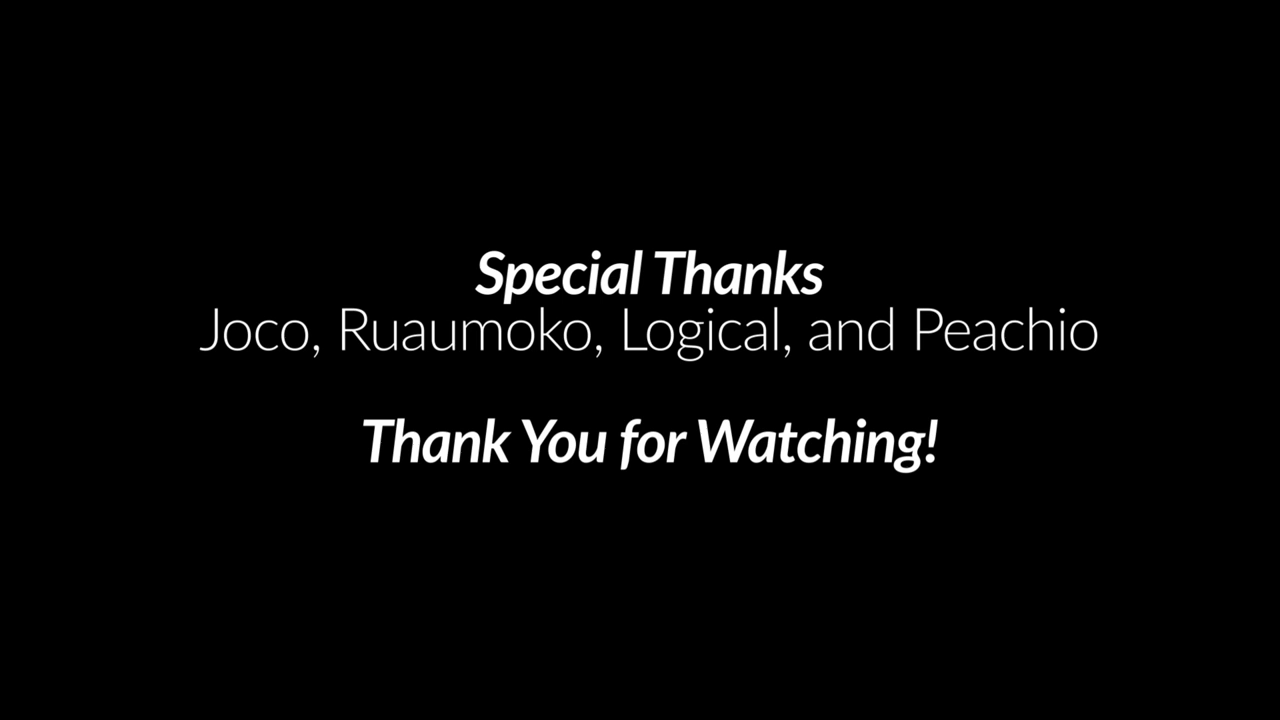 Special Thanks
Joco, Ruaumoko, Logical, and Peachio
Thank You for Watching!